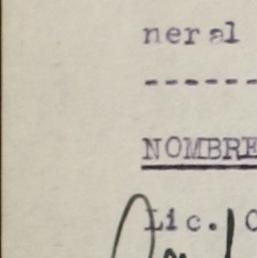 neral
------
NOMBRE
Lic.